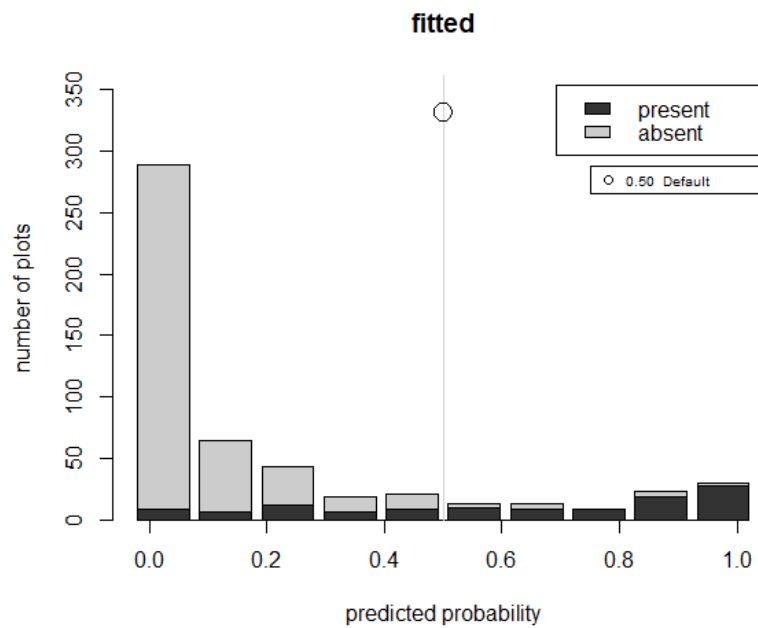 fitted
350
300
250
200
150
100
50
0
number of plots
present
absent
0.50 Default
0.0 0.2 0.4 0.6 0.8 1.0
predicted probability